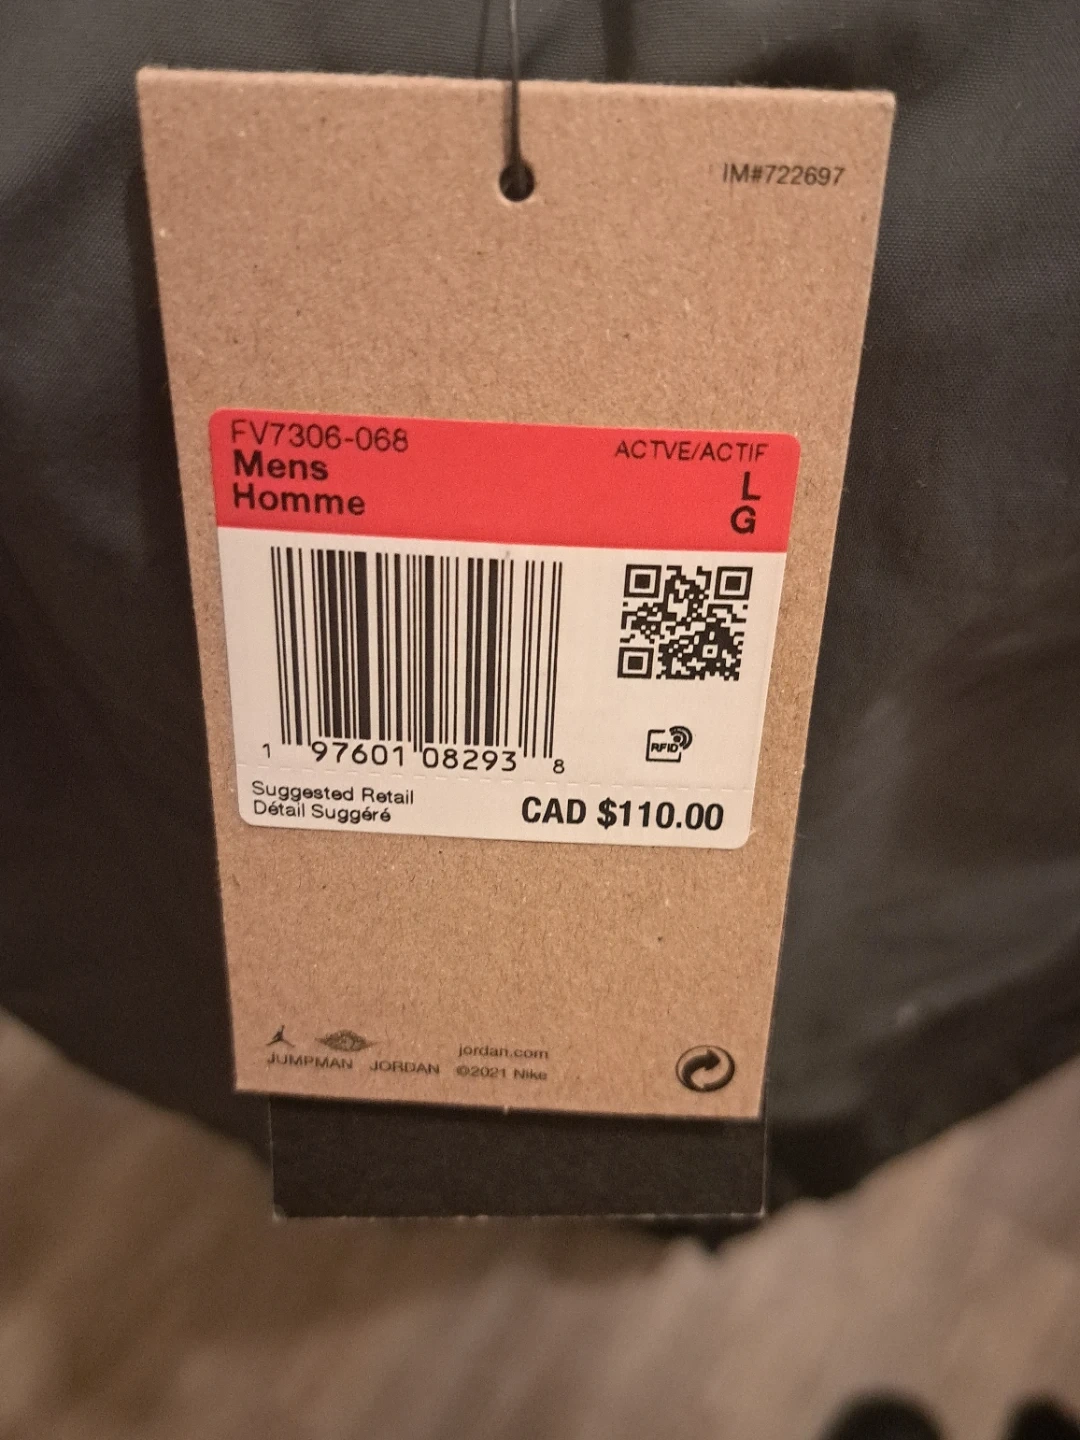 IM#722697
FV7306-068
ACTVE/ACTIF
Mens
Homme
L
G
1 97601 08293 8
RFID
Suggested Retail
Détail Suggéré
CAD $110.00
JUMPMAN JORDAN
jordan.com
©2021 Nike